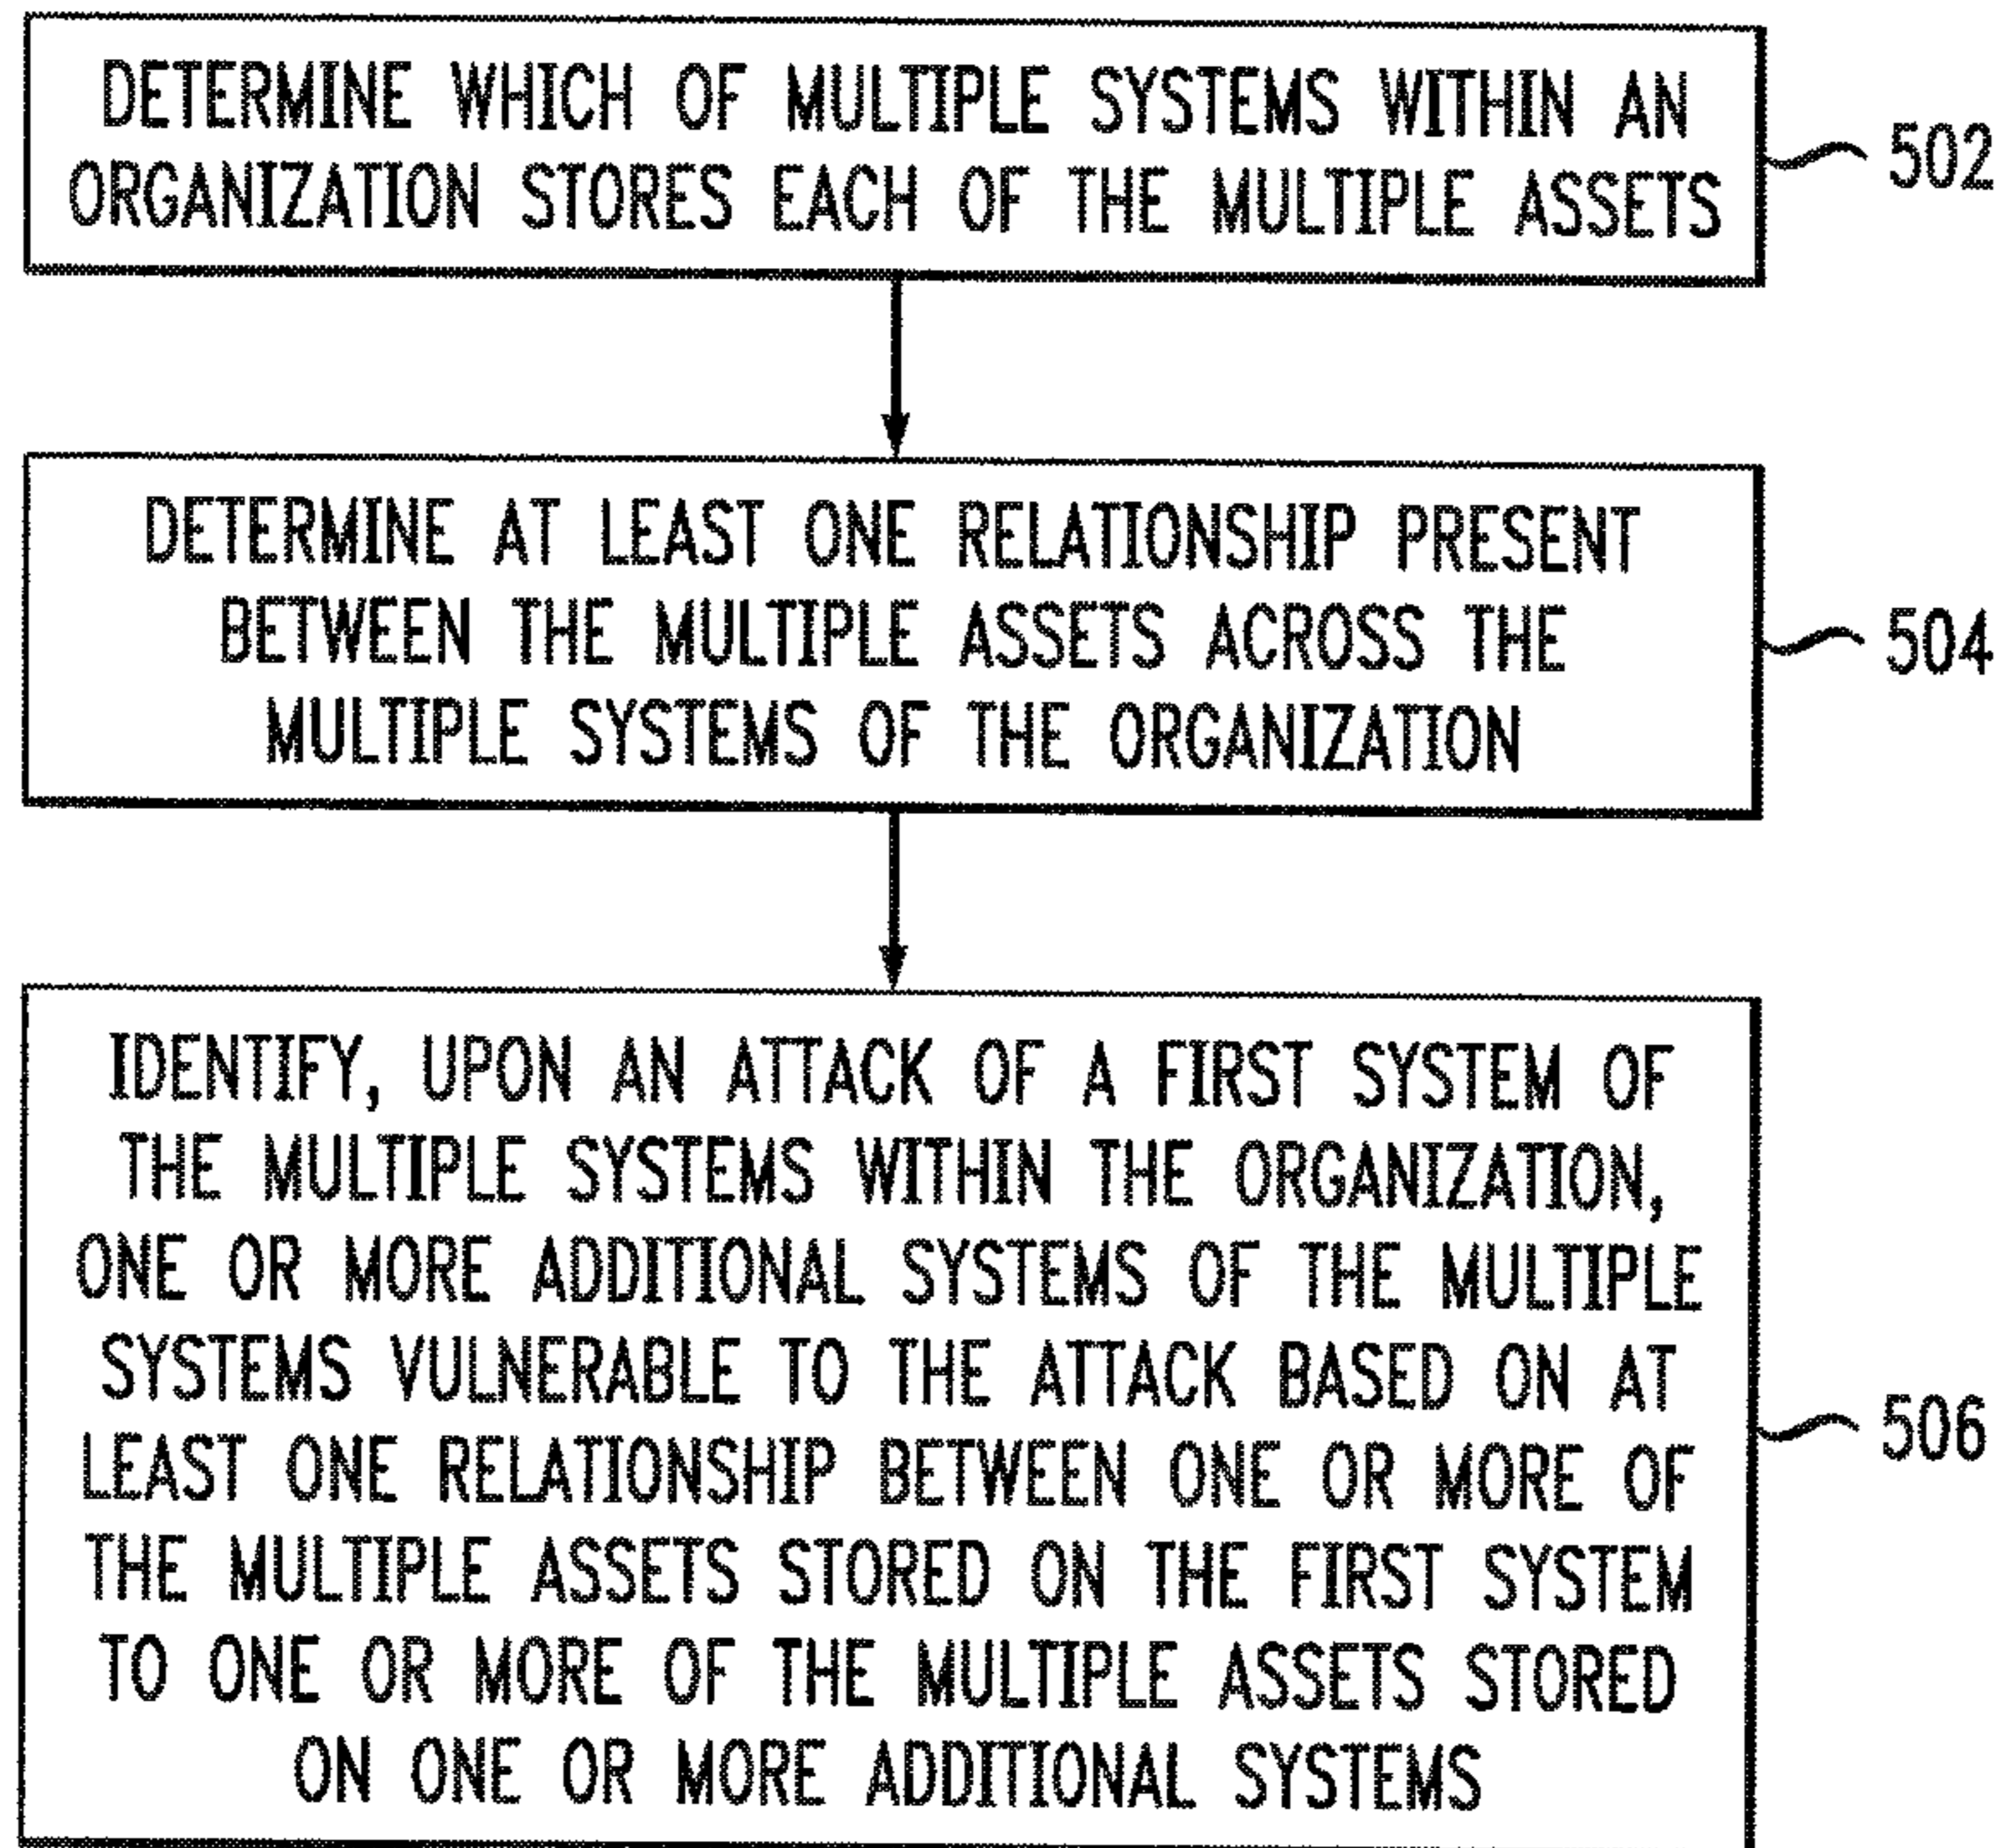 DETERMINE WHICH OF MULTIPLE SYSTEMS WITHIN AN
ORGANIZATION STORES EACH OF THE MULTIPLE ASSETS
502
DETERMINE AT LEAST ONE RELATIONSHIP PRESENT
BETWEEN THE MULTIPLE ASSETS ACROSS THE
MULTIPLE SYSTEMS OF THE ORGANIZATION
504
IDENTIFY, UPON AN ATTACK OF A FIRST SYSTEM OF
THE MULTIPLE SYSTEMS WITHIN THE ORGANIZATION,
ONE OR MORE ADDITIONAL SYSTEMS OF THE MULTIPLE
SYSTEMS VULNERABLE TO THE ATTACK BASED ON AT
LEAST ONE RELATIONSHIP BETWEEN ONE OR MORE OF
THE MULTIPLE ASSETS STORED ON THE FIRST SYSTEM
TO ONE OR MORE OF THE MULTIPLE ASSETS STORED
ON ONE OR MORE ADDITIONAL SYSTEMS
506